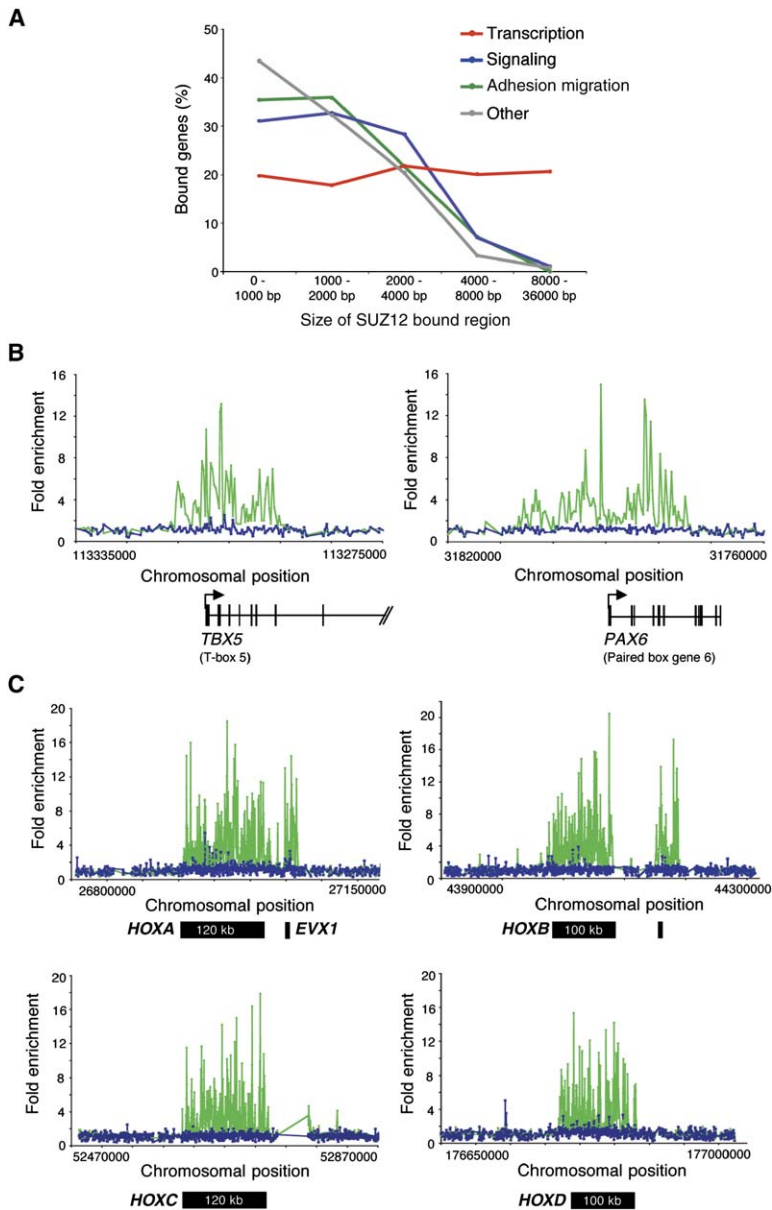 A
50
40
30
20
10
0
Bound genes (%)
Transcription
Signaling
Adhesion migration
Other
0 - 1000 - 2000 - 4000 - 8000 -
1000 bp 2000 bp 4000 bp 8000 bp 36000 bp
Size of SUZ12 bound region
B
16
12
8
4
0
Fold enrichment
113335000 113275000
Chromosomal position
TBX5
(T-box 5)
16
12
8
4
0
Fold enrichment
31820000 31760000
Chromosomal position
PAX6
(Paired box gene 6)
C
20
16
12
8
4
0
Fold enrichment
26800000 27150000
Chromosomal position
HOXA 120 kb EVX1
20
16
12
8
4
0
Fold enrichment
43900000 44300000
Chromosomal position
HOXB 100 kb
20
16
12
8
4
0
Fold enrichment
52470000 52870000
Chromosomal position
HOXC 120 kb
20
16
12
8
4
0
Fold enrichment
176650000 177000000
Chromosomal position
HOXD 100 kb